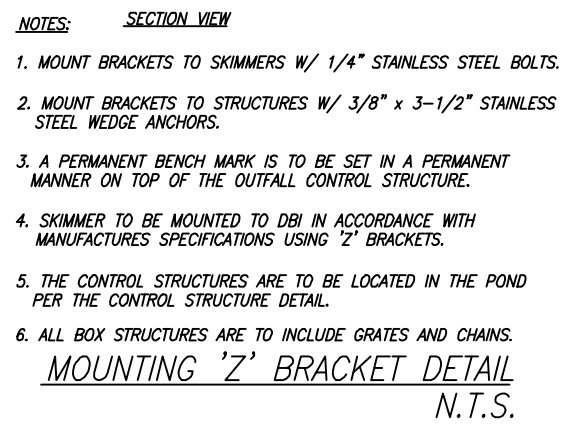 SECTION VIEW
NOTES:
1. MOUNT BRACKETS TO SKIMMERS W/ 1/4" STAINLESS STEEL BOLTS.
2. MOUNT BRACKETS TO STRUCTURES W/ 3/8" x 3-1/2" STAINLESS
STEEL WEDGE ANCHORS.
3. A PERMANENT BENCH MARK IS TO BE SET IN A PERMANENT
MANNER ON TOP OF THE OUTFALL CONTROL STRUCTURE.
4. SKIMMER TO BE MOUNTED TO DBI IN ACCORDANCE WITH
MANUFACTURES SPECIFICATIONS USING 'Z' BRACKETS.
5. THE CONTROL STRUCTURES ARE TO BE LOCATED IN THE POND
PER THE CONTROL STRUCTURE DETAIL.
6. ALL BOX STRUCTURES ARE TO INCLUDE GRATES AND CHAINS.
MOUNTING 'Z' BRACKET DETAIL
N.T.S.